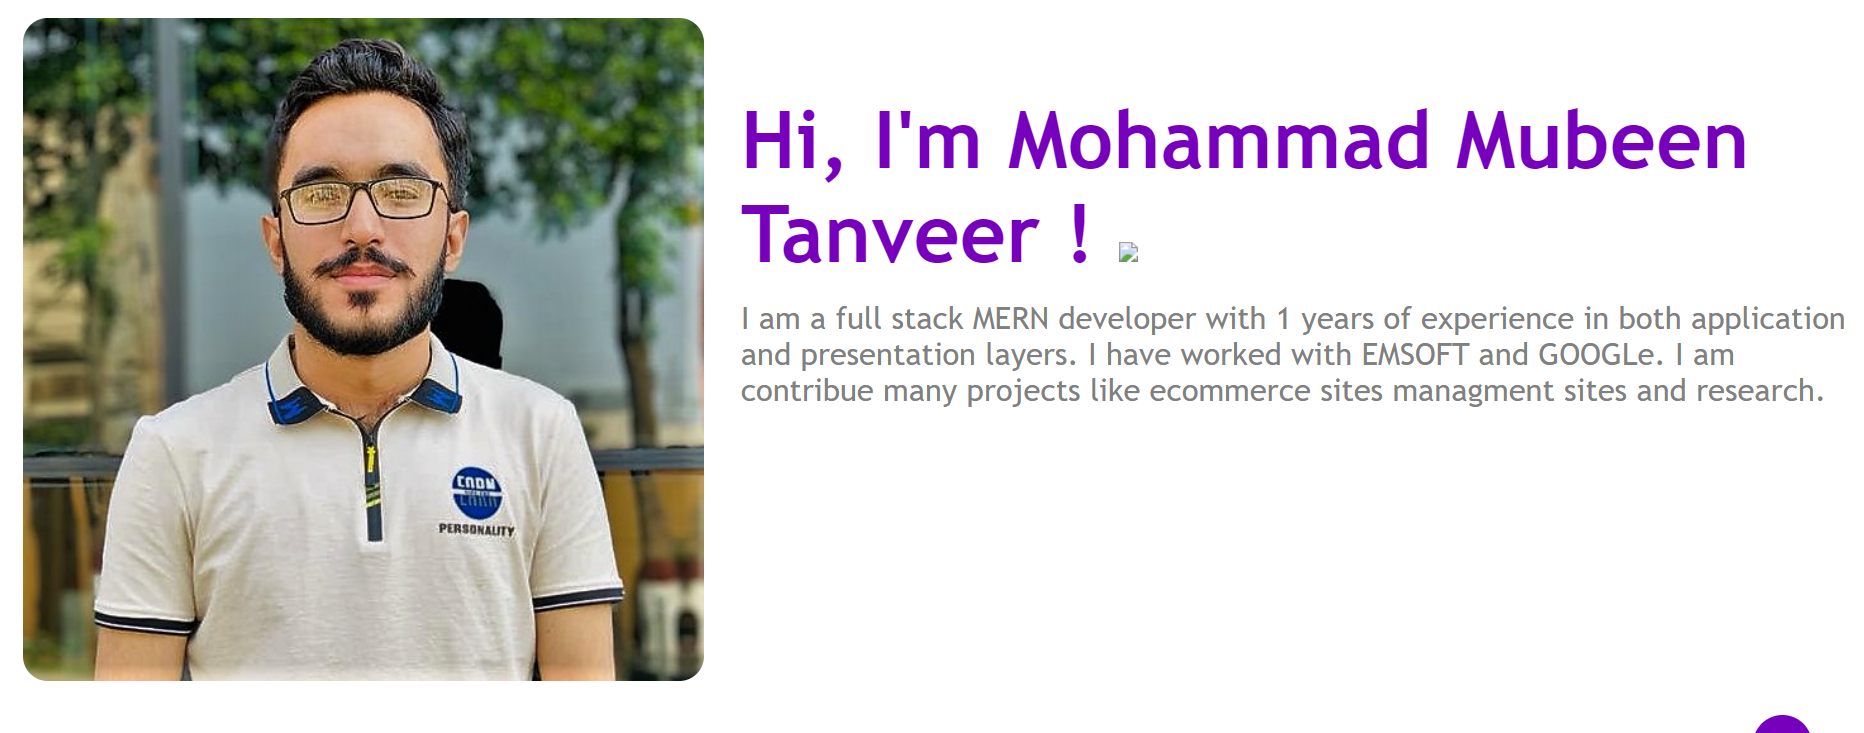 Hi, I'm Mohammad Mubeen
Tanveer !
I am a full stack MERN developer with 1 years of experience in both application
and presentation layers. I have worked with EMSOFT and GOOGLe. I am
contribue many projects like ecommerce sites managment sites and research.
PERSONALITY